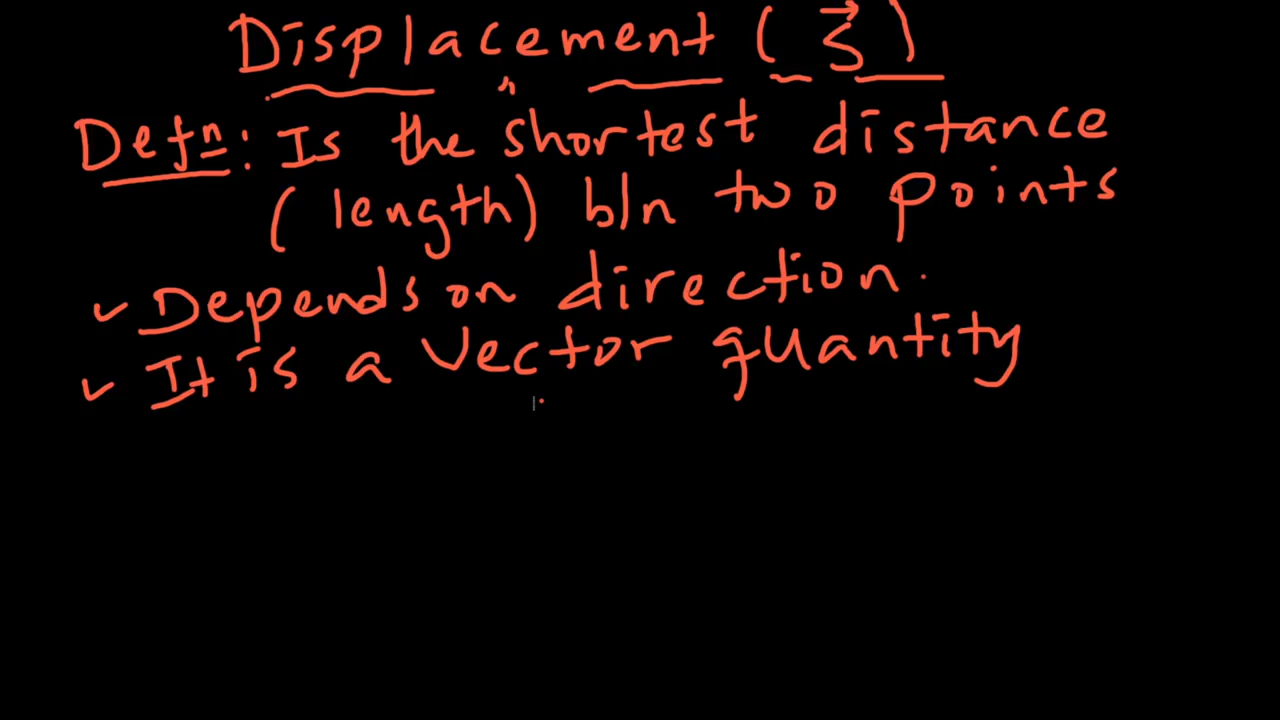 Displacement (S⃗)
Defn: Is the shortest distance
(length) b/n two points
✓ Depends on direction.
✓ It is a Vector quantity